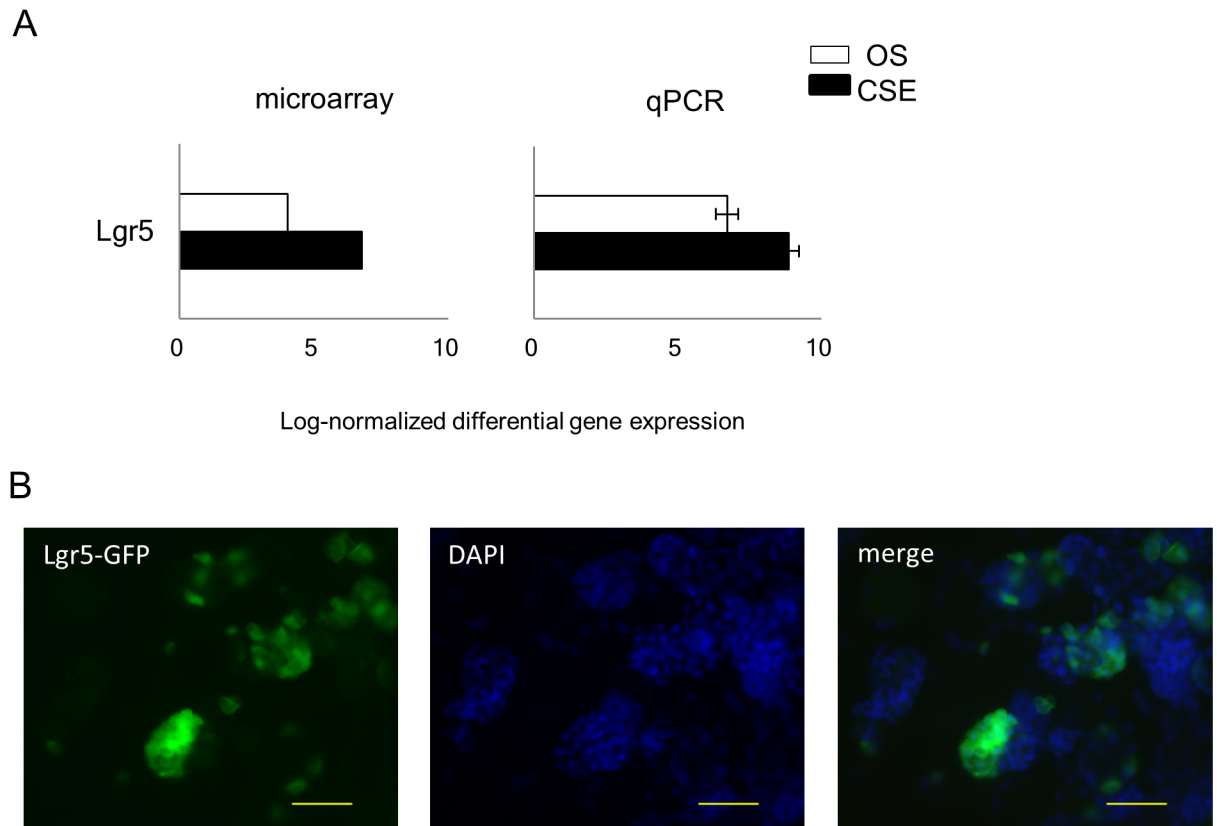 A
OS
CSE
microarray
qPCR
Lgr5
0 5 10
0 5 10
Log-normalized differential gene expression
B
Lgr5-GFP
DAPI
merge